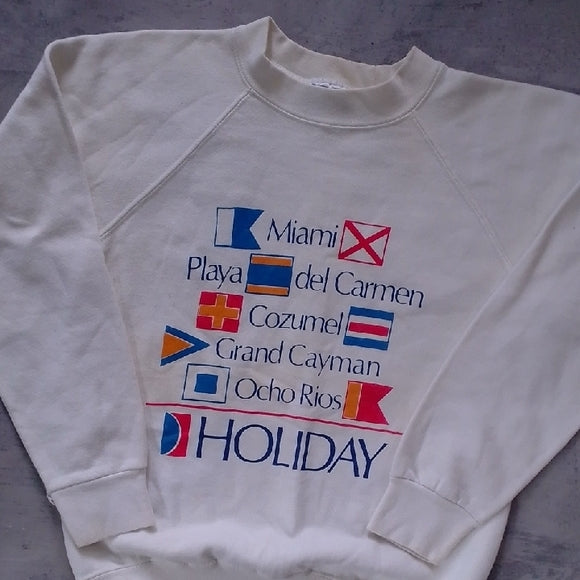 Miami
Playa del Carmen
Cozumel
Grand Cayman
Ocho Rios
HOLIDAY